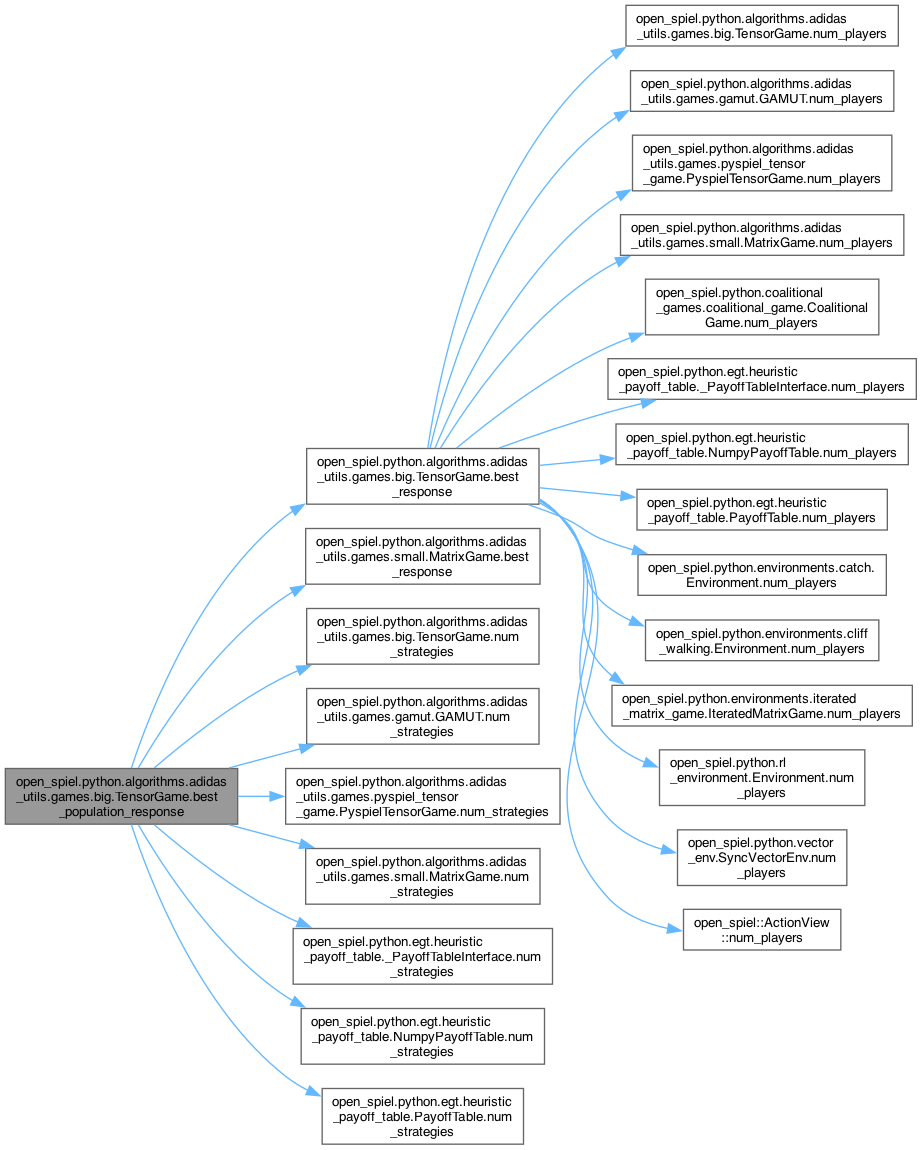 open_spiel.python.algorithms.adidas
_utils.games.big.TensorGame.best
_population_response
open_spiel.python.algorithms.adidas
_utils.games.big.TensorGame.best
_response
open_spiel.python.algorithms.adidas
_utils.games.small.MatrixGame.best
_response
open_spiel.python.algorithms.adidas
_utils.games.big.TensorGame.num
_strategies
open_spiel.python.algorithms.adidas
_utils.games.gamut.GAMUT.num
_strategies
open_spiel.python.algorithms.adidas
_utils.games.pyspiel_tensor
_game.PyspielTensorGame.num_strategies
open_spiel.python.algorithms.adidas
_utils.games.small.MatrixGame.num
_strategies
open_spiel.python.egt.heuristic
_payoff_table._PayoffTableInterface.num
_strategies
open_spiel.python.egt.heuristic
_payoff_table.NumpyPayoffTable.num
_strategies
open_spiel.python.egt.heuristic
_payoff_table.PayoffTable.num
_strategies
open_spiel.python.algorithms.adidas
_utils.games.big.TensorGame.num_players
open_spiel.python.algorithms.adidas
_utils.games.gamut.GAMUT.num_players
open_spiel.python.algorithms.adidas
_utils.games.pyspiel_tensor
_game.PyspielTensorGame.num_players
open_spiel.python.algorithms.adidas
_utils.games.small.MatrixGame.num_players
open_spiel.python.coalitional
_games.coalitional_game.Coalitional
Game.num_players
open_spiel.python.egt.heuristic
_payoff_table._PayoffTableInterface.num_players
open_spiel.python.egt.heuristic
_payoff_table.NumpyPayoffTable.num_players
open_spiel.python.egt.heuristic
_payoff_table.PayoffTable.num_players
open_spiel.python.environments.catch.
Environment.num_players
open_spiel.python.environments.cliff
_walking.Environment.num_players
open_spiel.python.environments.iterated
_matrix_game.IteratedMatrixGame.num_players
open_spiel.python.rl
_environment.Environment.num
_players
open_spiel.python.vector
_env.SyncVectorEnv.num
_players
open_spiel::ActionView
::num_players